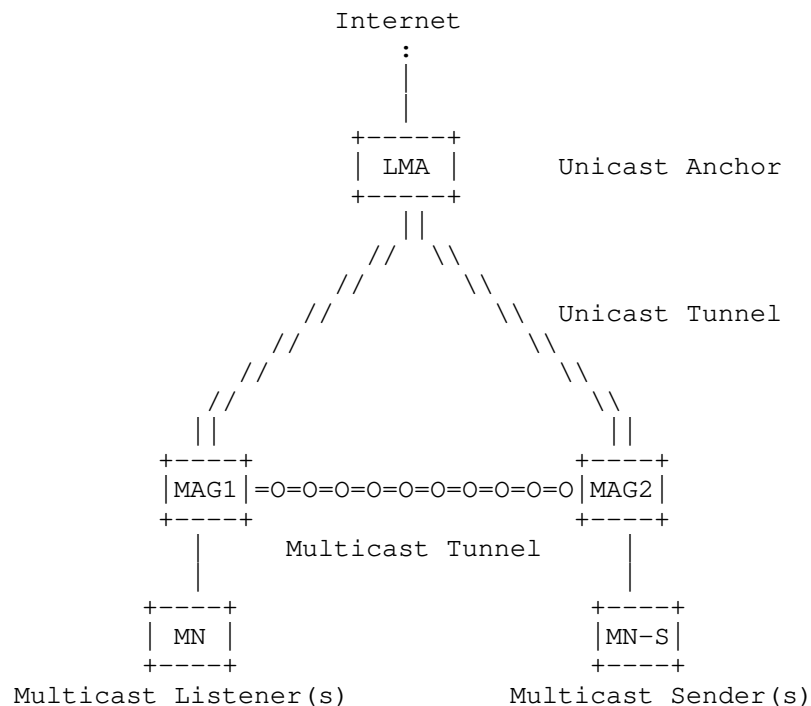 Internet
:
|
|
+-----+
| LMA | Unicast Anchor
+-----+
||
// \\
// \\
// \\ Unicast Tunnel
// \\
// \\
// \\
|| ||
+----+ +----+
|MAG1|=O=O=O=O=O=O=O=O=O=O|MAG2|
+----+ +----+
| Multicast Tunnel |
| |
+----+ +----+
| MN | |MN-S|
+----+ +----+
Multicast Listener(s) Multicast Sender(s)